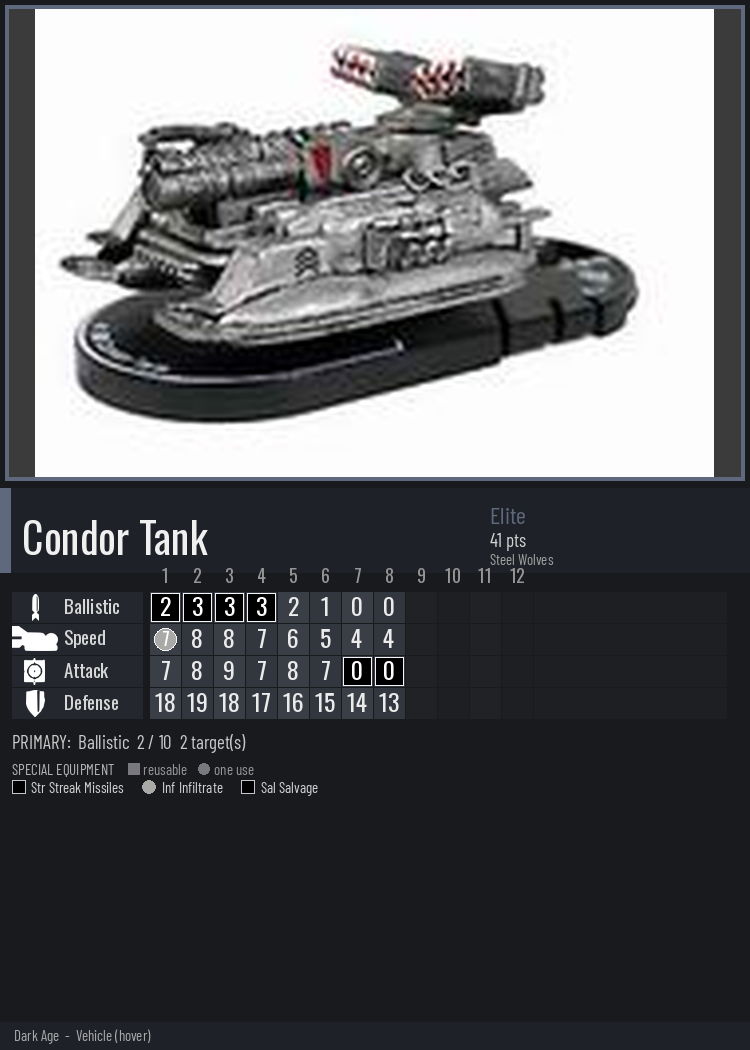 Condor Tank
Elite
41 pts
Steel Wolves
1 2 3 4 5 6 7 8 9 10 11 12
Ballistic 2 3 3 3 2 1 0 0
Speed 7 8 8 7 6 5 4 4
Attack 7 8 9 7 8 7 0 0
Defense 18 19 18 17 16 15 14 13
PRIMARY: Ballistic 2 / 10 2 target(s)
SPECIAL EQUIPMENT reusable one use
Str Streak Missiles Inf Infiltrate Sal Salvage
Dark Age - Vehicle (hover)